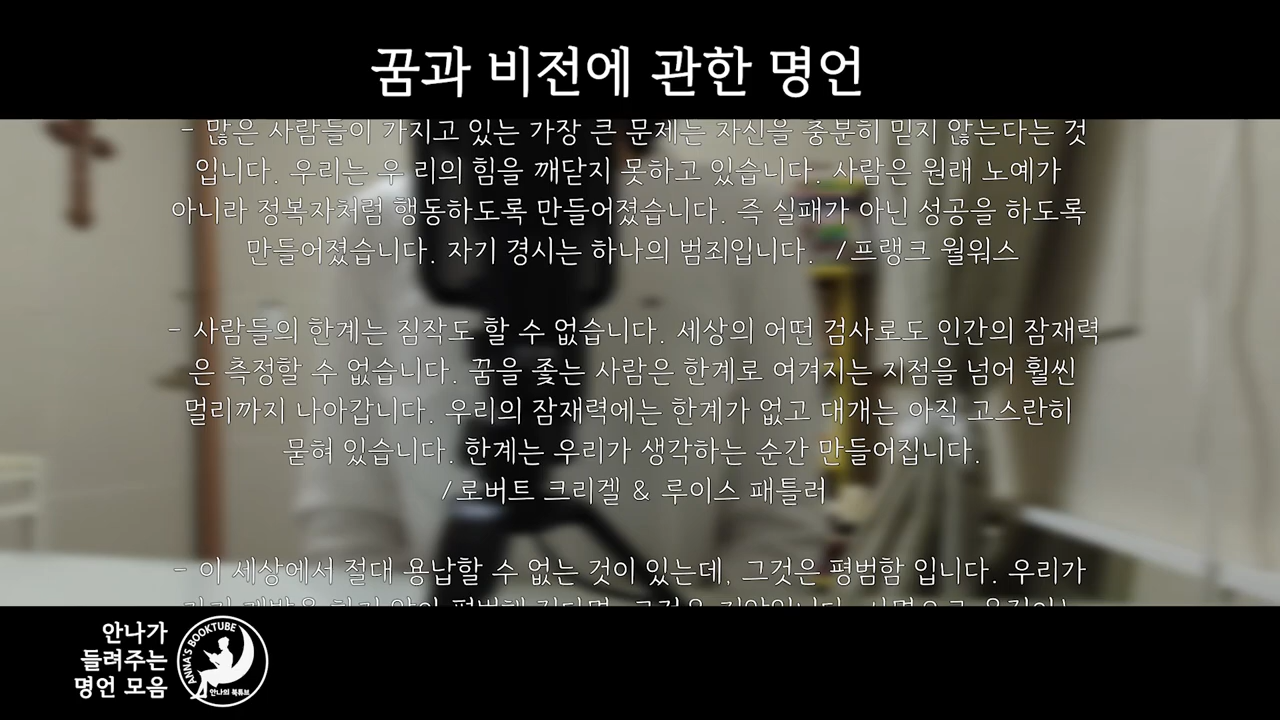 꿈과 비전에 관한 명언
- 많은 사람들이 가지고 있는 가장 큰 문제는 자신을 충분히 믿지 않는다는 것
입니다. 우리는 우 리의 힘을 깨닫지 못하고 있습니다. 사람은 원래 노예가
아니라 정복자처럼 행동하도록 만들어졌습니다. 즉 실패가 아닌 성공을 하도록
만들어졌습니다. 자기 경시는 하나의 범죄입니다. /프랭크 월워스
- 사람들의 한계는 짐작도 할 수 없습니다. 세상의 어떤 검사로도 인간의 잠재력
은 측정할 수 없습니다. 꿈을 좇는 사람은 한계로 여겨지는 지점을 넘어 훨씬
멀리까지 나아갑니다. 우리의 잠재력에는 한계가 없고 대개는 아직 고스란히
묻혀 있습니다. 한계는 우리가 생각하는 순간 만들어집니다.
/로버트 크리겔 & 루이스 패틀러
- 이 세상에서 절대 용납할 수 없는 것이 있는데, 그것은 평범함 입니다. 우리가
안나가
들려주는
명언 모음
ANNA'S BOOKTUBE
안나의 북튜브